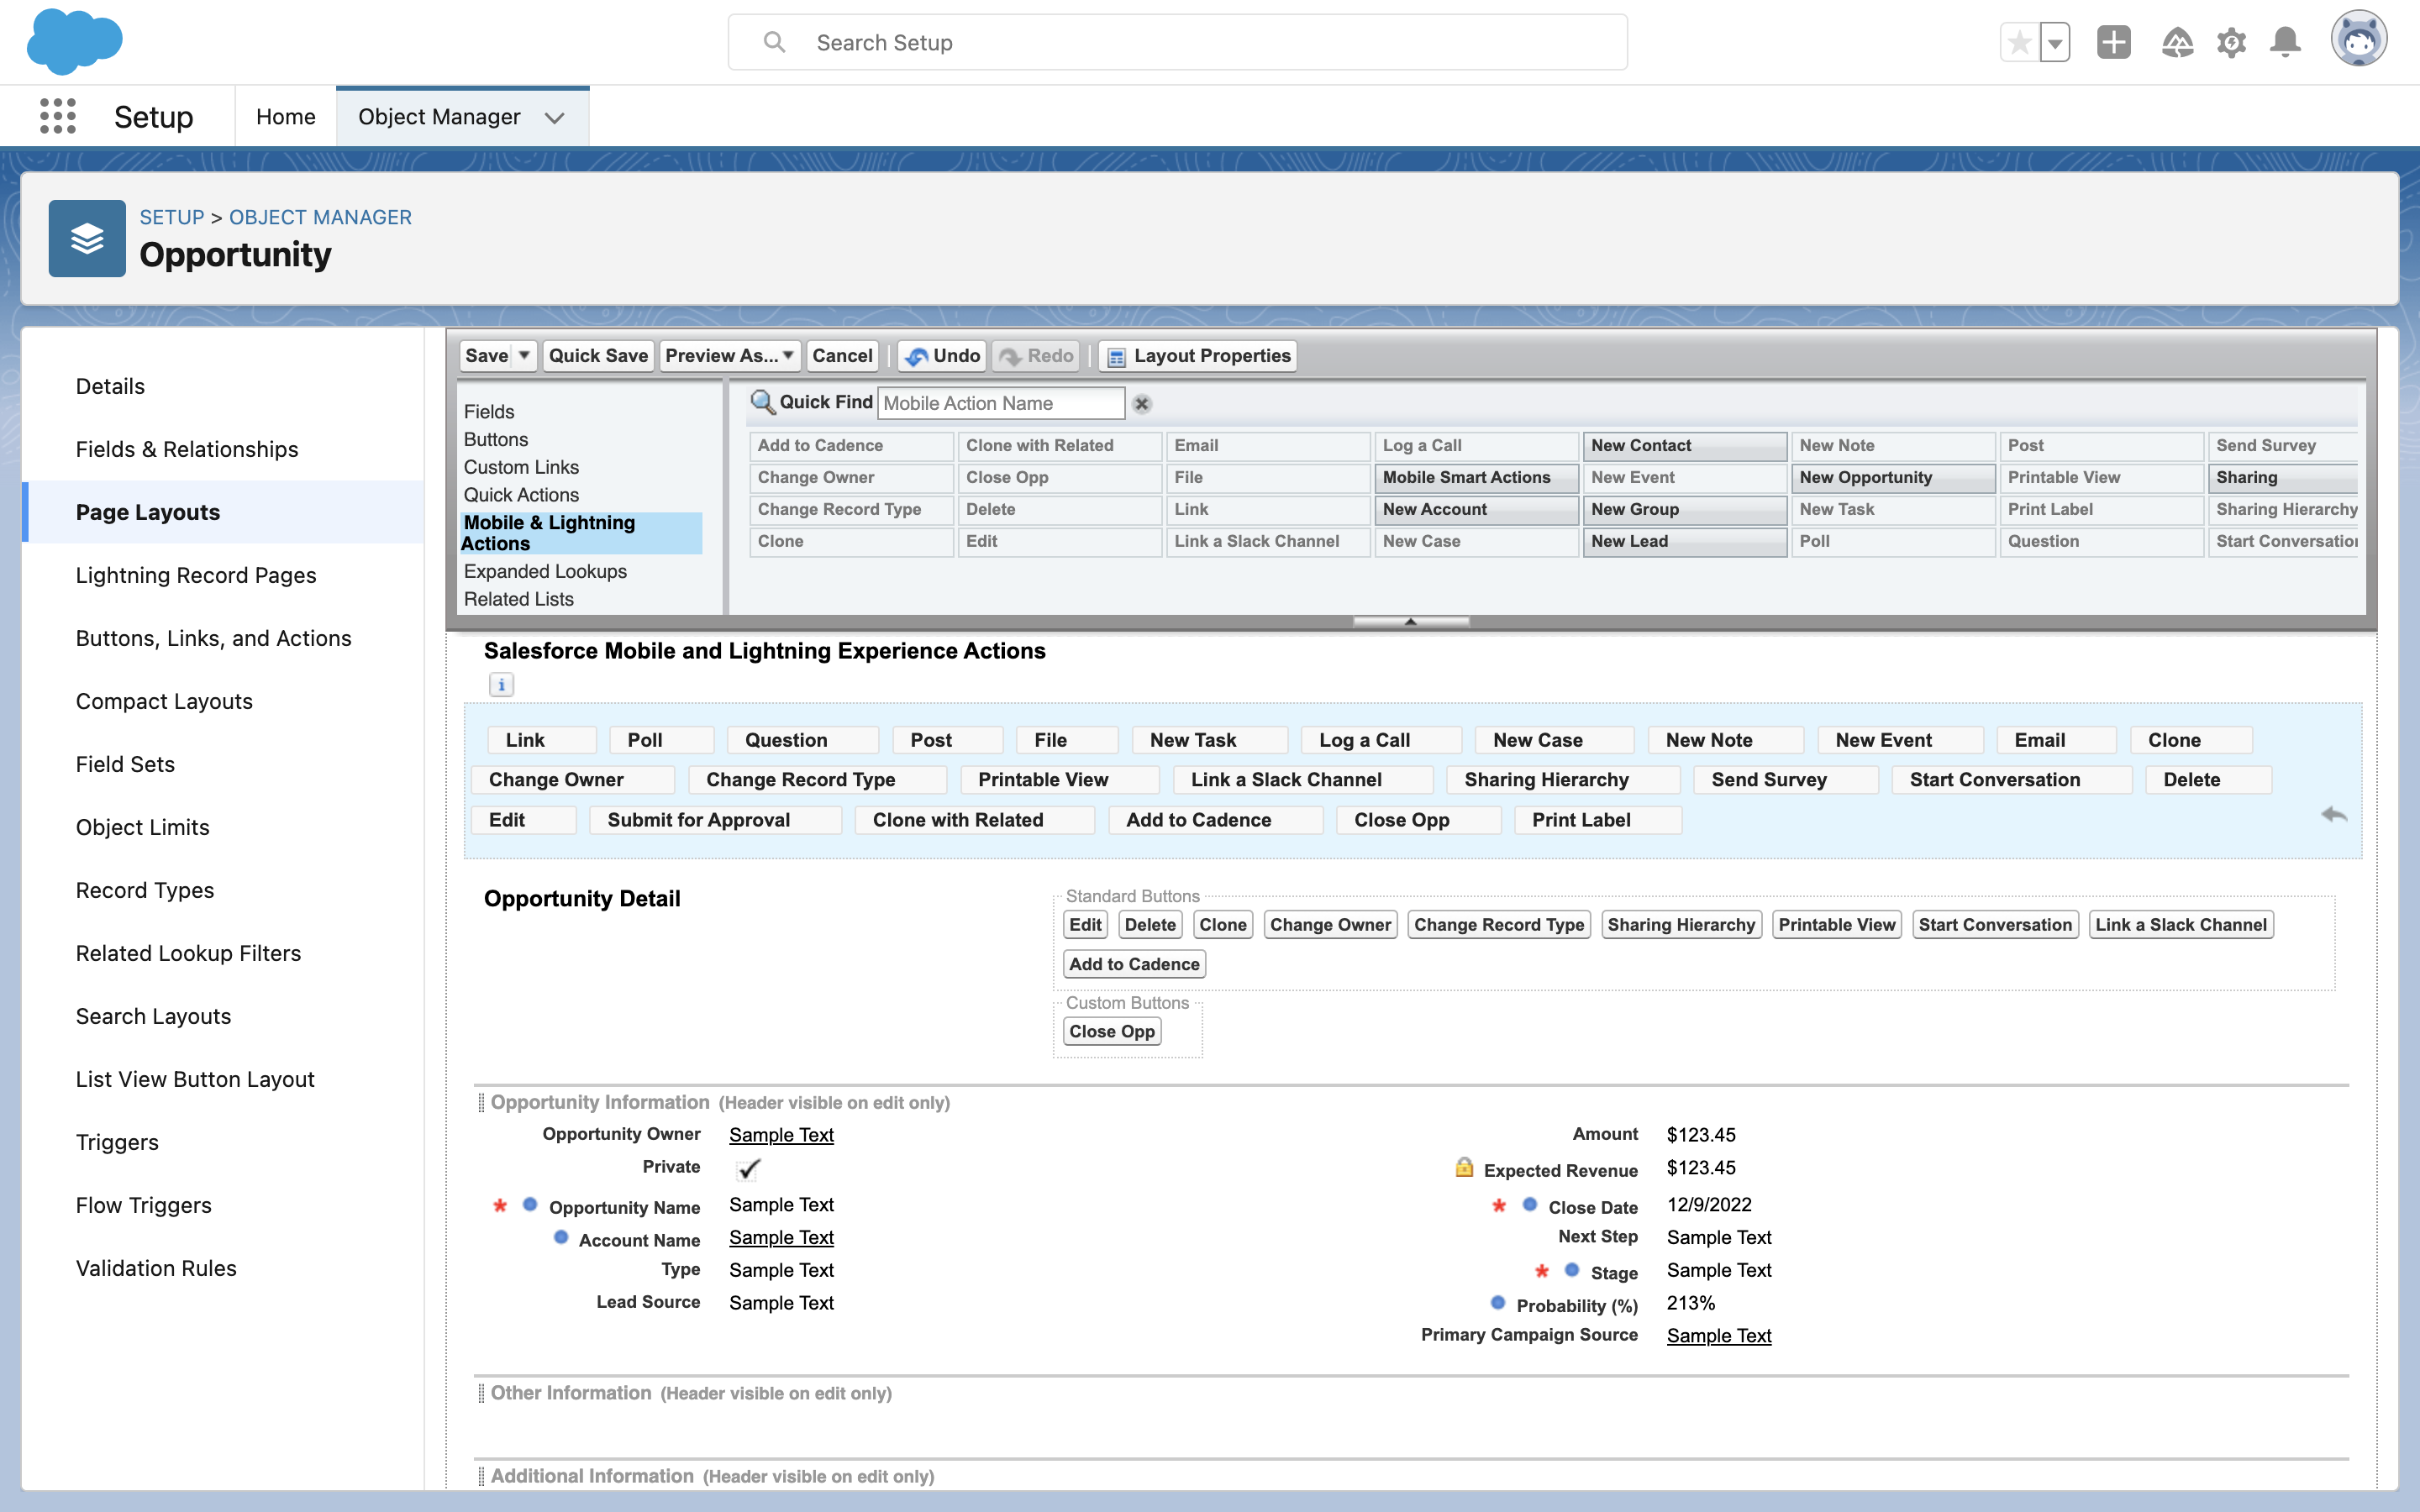 Search Setup
Setup
Home
Object Manager
SETUP > OBJECT MANAGER
Opportunity
Details
Fields & Relationships
Page Layouts
Lightning Record Pages
Buttons, Links, and Actions
Compact Layouts
Field Sets
Object Limits
Record Types
Related Lookup Filters
Search Layouts
List View Button Layout
Triggers
Flow Triggers
Validation Rules
Save Quick Save Preview As... Cancel Undo Redo Layout Properties
Fields
Buttons
Custom Links
Quick Actions
Mobile & Lightning
Actions
Expanded Lookups
Related Lists
Quick Find Mobile Action Name
Add to Cadence Clone with Related Email Log a Call New Contact New Note Post Send Survey
Change Owner Close Opp File Mobile Smart Actions New Event New Opportunity Printable View Sharing
Change Record Type Delete Link New Account New Group New Task Print Label Sharing Hierarchy
Clone Edit Link a Slack Channel New Case New Lead Poll Question Start Conversation
Salesforce Mobile and Lightning Experience Actions
Link Poll Question Post File New Task Log a Call New Case New Note New Event Email Clone
Change Owner Change Record Type Printable View Link a Slack Channel Sharing Hierarchy Send Survey Start Conversation Delete
Edit Submit for Approval Clone with Related Add to Cadence Close Opp Print Label
Opportunity Detail
Standard Buttons
Edit Delete Clone Change Owner Change Record Type Sharing Hierarchy Printable View Start Conversation Link a Slack Channel
Add to Cadence
Custom Buttons
Close Opp
Opportunity Information (Header visible on edit only)
Opportunity Owner Sample Text
Private
* Opportunity Name Sample Text
Account Name Sample Text
Type Sample Text
Lead Source Sample Text
Amount $123.45
Expected Revenue $123.45
* Close Date 12/9/2022
Next Step Sample Text
* Stage Sample Text
Probability (%) 213%
Primary Campaign Source Sample Text
Other Information (Header visible on edit only)
Additional Information (Header visible on edit only)